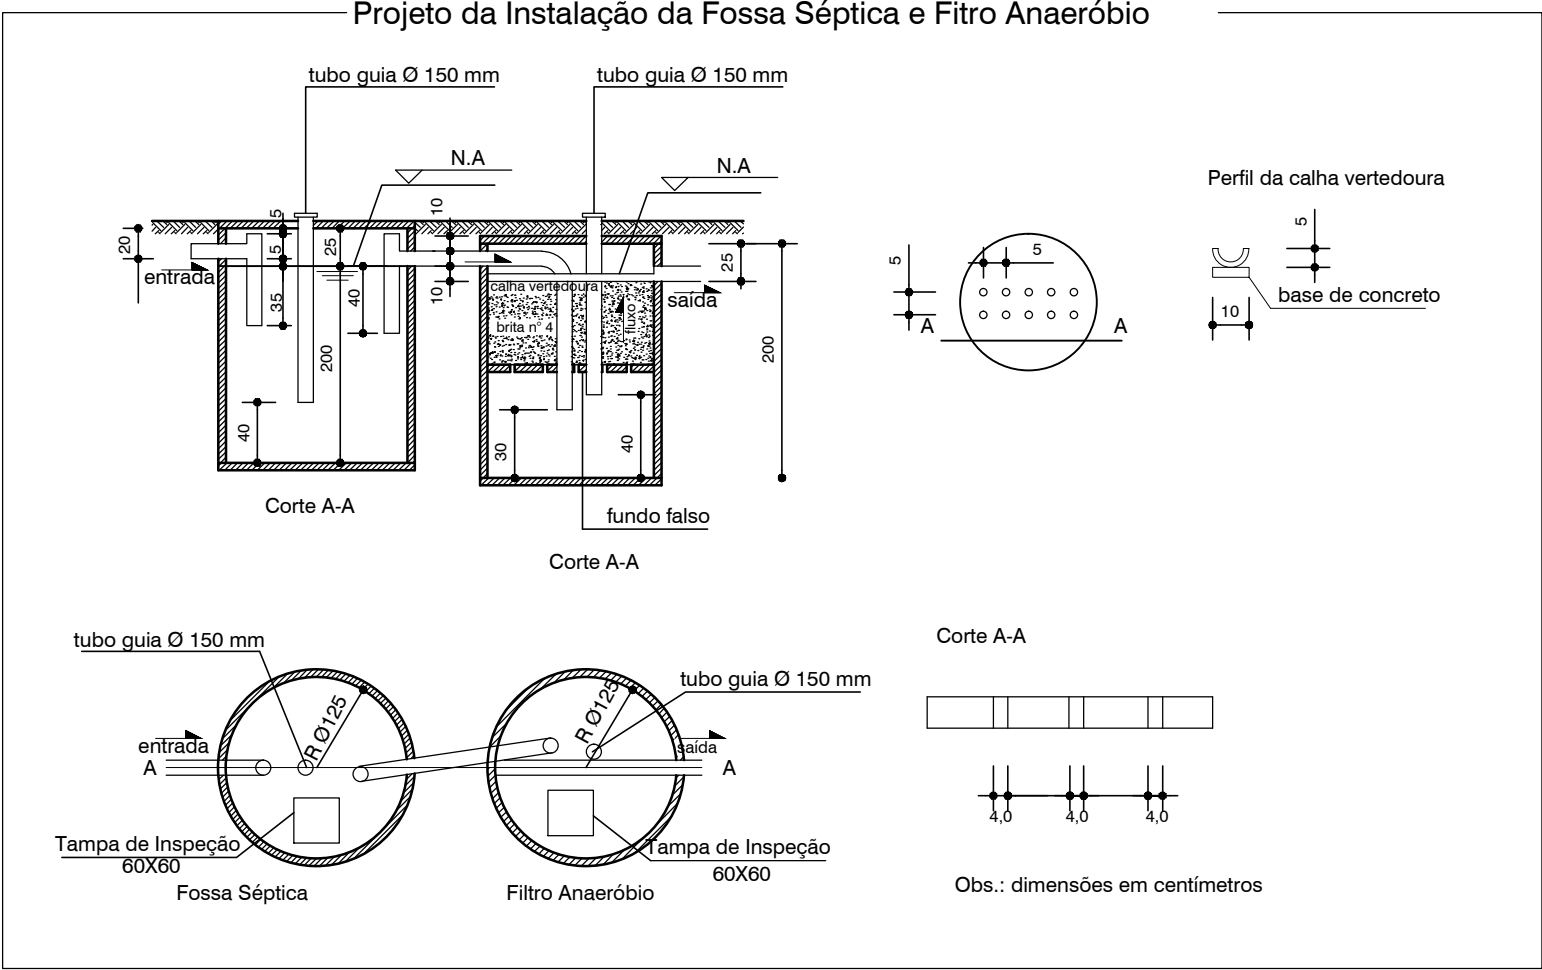 Projeto da Instalação da Fossa Séptica e Fitro Anaeróbio
tubo guia Ø 150 mm
tubo guia Ø 150 mm
N.A
N.A
20
entrada
5
5
35
25
40
200
40
10
10
calha vertedoura
brita n° 4
fluxo
saída
25
200
30
40
fundo falso
Corte A-A
Corte A-A
5
5
A
A
Perfil da calha vertedoura
5
base de concreto
10
tubo guia Ø 150 mm
tubo guia Ø 150 mm
R Ø125
R Ø125
entrada
A
saída
A
Tampa de Inspeção
60X60
Tampa de Inspeção
60X60
Fossa Séptica
Filtro Anaeróbio
Corte A-A
4,0
4,0
4,0
Obs.: dimensões em centímetros